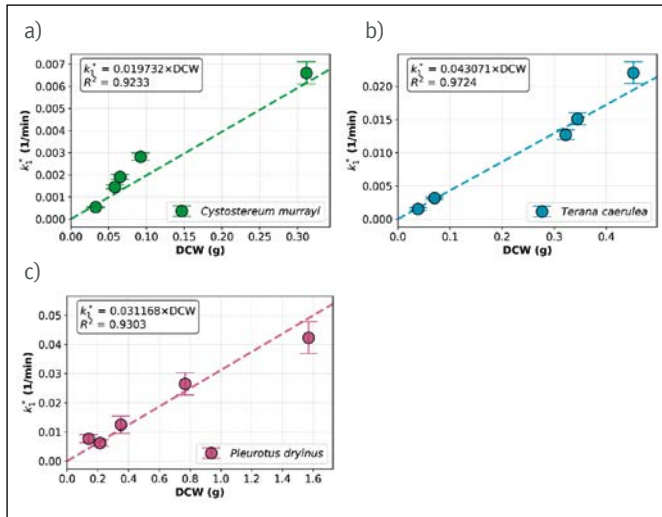 a)
k₁* = 0.019732×DCW
R² = 0.9233
k₁* (1/min)
0.007
0.006
0.005
0.004
0.003
0.002
0.001
0.000
0.00 0.05 0.10 0.15 0.20 0.25 0.30
DCW (g)
Cystostereum murrayi
b)
k₁* = 0.043071×DCW
R² = 0.9724
k₁* (1/min)
0.020
0.015
0.010
0.005
0.000
0.0 0.1 0.2 0.3 0.4
DCW (g)
Terana caerulea
c)
k₁* = 0.031168×DCW
R² = 0.9303
k₁* (1/min)
0.05
0.04
0.03
0.02
0.01
0.00
0.0 0.2 0.4 0.6 0.8 1.0 1.2 1.4 1.6
DCW (g)
Pleurotus dryinus